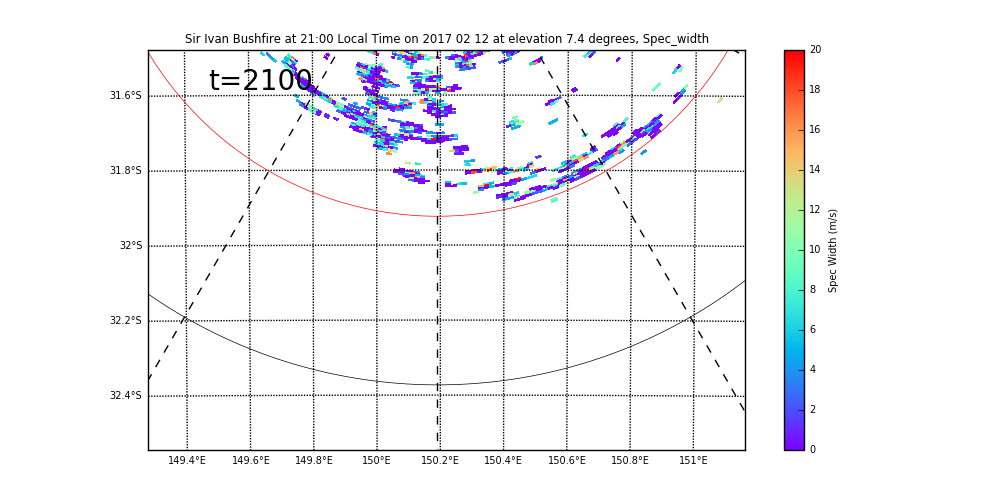 Sir Ivan Bushfire at 21:00 Local Time on 2017 02 12 at elevation 7.4 degrees, Spec_width
t=2100
31.6°S
31.8°S
32°S
32.2°S
32.4°S
149.4°E 149.6°E 149.8°E 150°E 150.2°E 150.4°E 150.6°E 150.8°E 151°E
20
18
16
14
12
10
8
6
4
2
0
Spec Width (m/s)